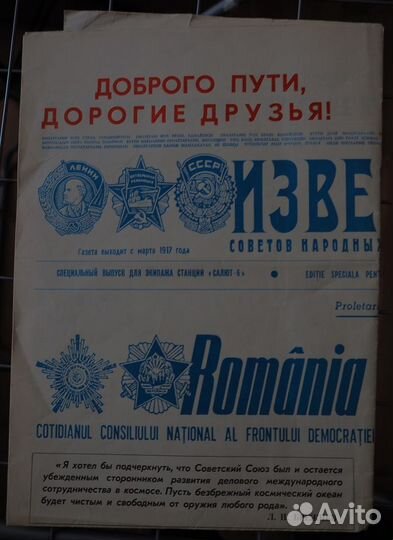 ДОБРОГО ПУТИ,
ДОРОГИЕ ДРУЗЬЯ!
ЛЕНИН
СССР
ИЗВЕ
СОВЕТОВ НАРОДНЫХ
Газета выходит с марта 1917 года
СПЕЦИАЛЬНЫЙ ВЫПУСК ДЛЯ ЭКИПАЖА СТАНЦИИ «САЛЮТ-6» • EDIȚIE SPECIALA PENT
Proletar
România
COTIDIANUL CONSILIULUI NAȚIONAL AL FRONTULUI DEMOCRAȚIEI
«Я хотел бы подчеркнуть, что Советский Союз был и остается
убежденным сторонником развития делового международного
сотрудничества в космосе. Пусть безбрежный космический океан
будет чистым и свободным от оружия любого рода».
Avito